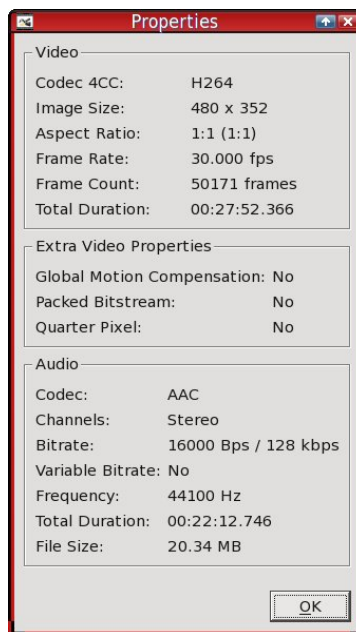 Properties
Video
Codec 4CC: H264
Image Size: 480 x 352
Aspect Ratio: 1:1 (1:1)
Frame Rate: 30.000 fps
Frame Count: 50171 frames
Total Duration: 00:27:52.366
Extra Video Properties
Global Motion Compensation: No
Packed Bitstream: No
Quarter Pixel: No
Audio
Codec: AAC
Channels: Stereo
Bitrate: 16000 Bps / 128 kbps
Variable Bitrate: No
Frequency: 44100 Hz
Total Duration: 00:22:12.746
File Size: 20.34 MB
OK